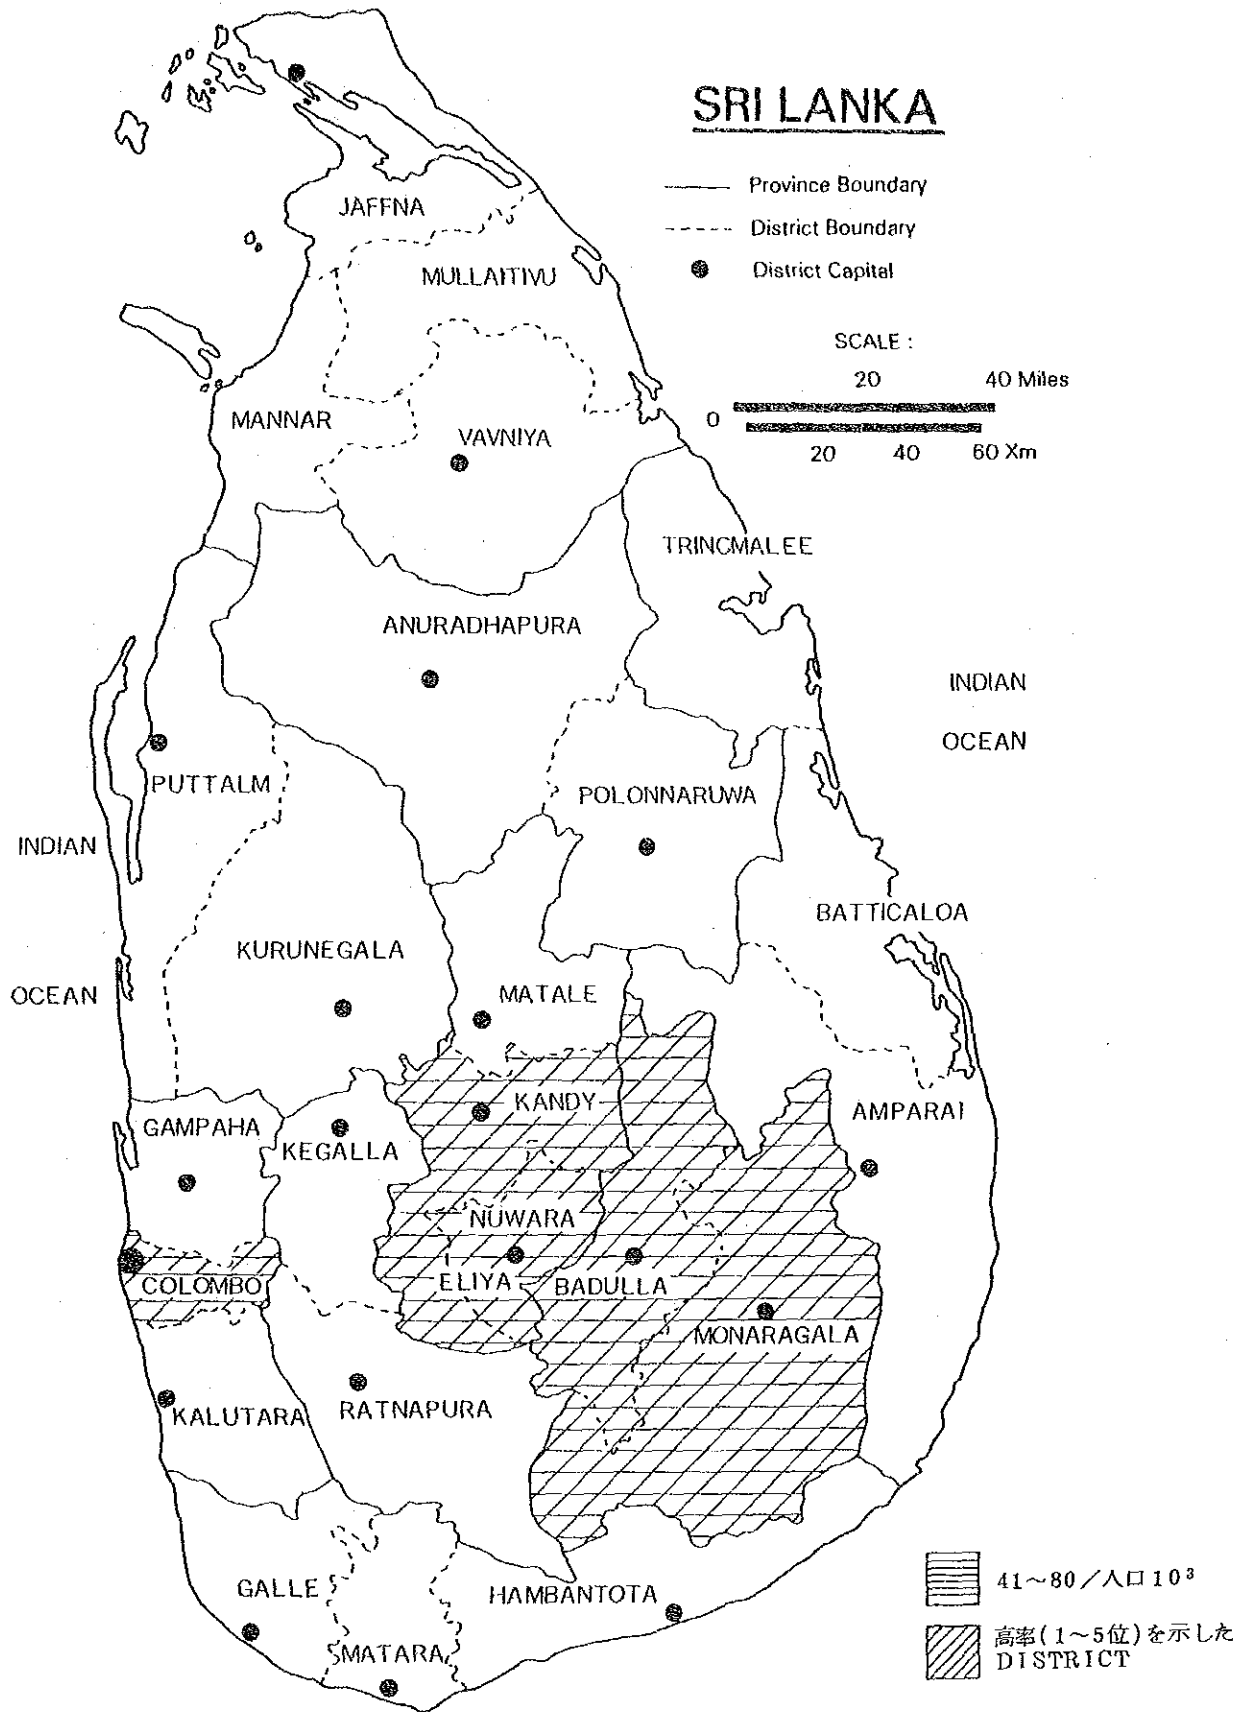 SRI LANKA
Province Boundary
District Boundary
District Capital
SCALE :
20 40 Miles
0
20 40 60 Xm
JAFFNA
MULLAITIVU
MANNAR
VAVNIYA
TRINCMALEE
ANURADHAPURA
INDIAN
OCEAN
PUTTALM
POLONNARUWA
INDIAN
OCEAN
BATTICALOA
KURUNEGALA
MATALE
KANDY
AMPARAI
GAMPAHA
KEGALLA
NUWARA
ELIYA
BADULLA
COLOMBO
MONARAGALA
KALUTARA
RATNAPURA
GALLE
HAMBANTOTA
MATARA
41~80/人口10³
高率(1~5位)を示した
DISTRICT